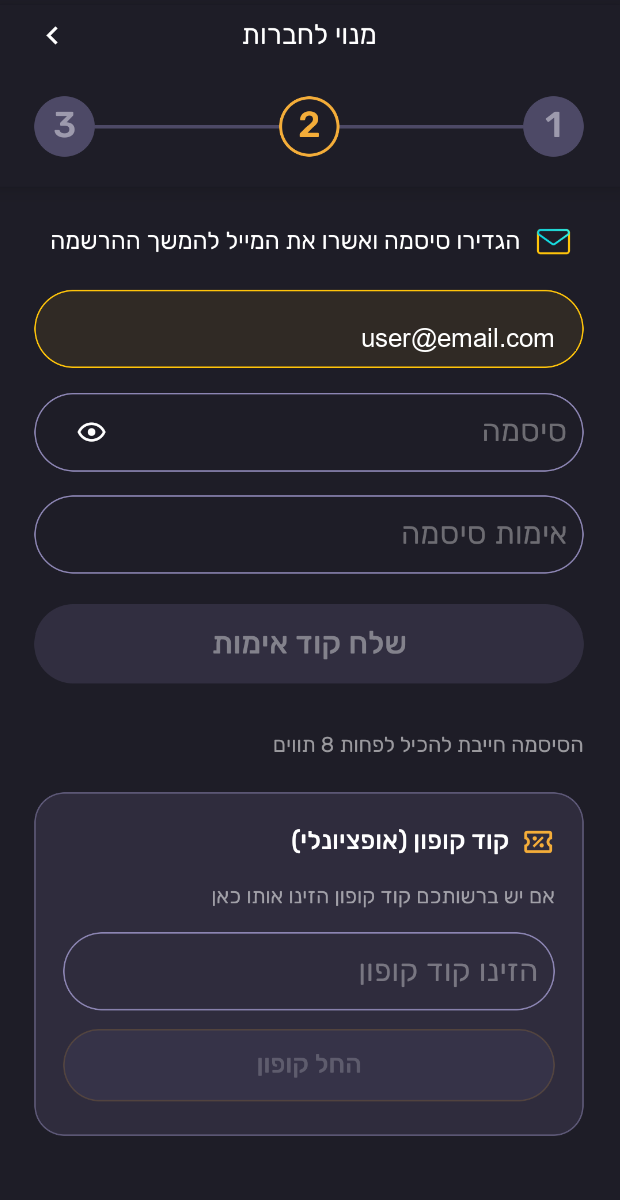 מנוי לחברות
1
2
3
הגדירו סיסמה ואשרו את המייל להמשך ההרשמה
user@email.com
סיסמה
אימות סיסמה
שלח קוד אימות
הסיסמה חייבת להכיל לפחות 8 תווים
קוד קופון (אופציונלי)
אם יש ברשותכם קוד קופון הזינו אותו כאן
הזינו קוד קופון
החל קופון